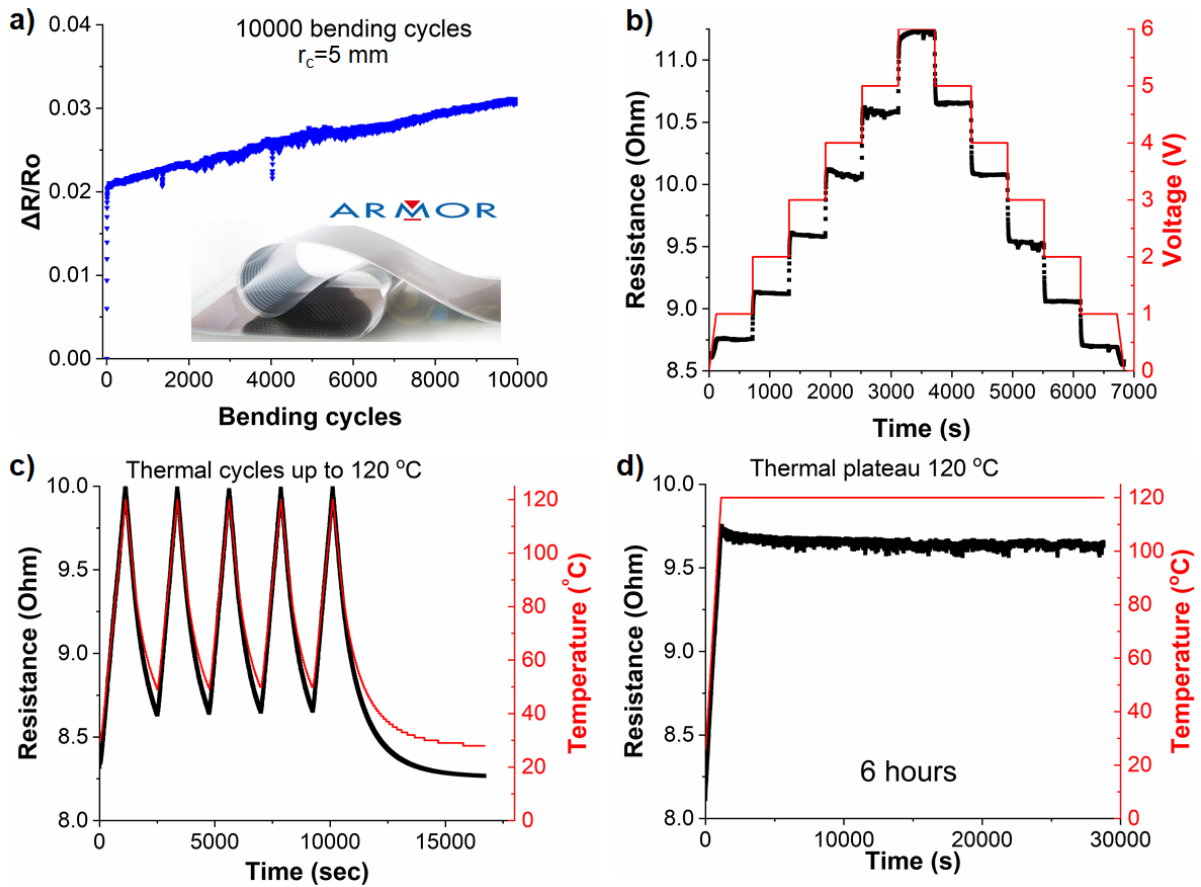 a)
10000 bending cycles
r_c=5 mm
ARMOR
ΔR/Ro
0.04
0.03
0.02
0.01
0.00
0 2000 4000 6000 8000 10000
Bending cycles
b)
Resistance (Ohm)
11.0
10.5
10.0
9.5
9.0
8.5
6
5
4
3
2
1
0
Voltage (V)
0 1000 2000 3000 4000 5000 6000 7000
Time (s)
c)
Thermal cycles up to 120 °C
Resistance (Ohm)
10.0
9.5
9.0
8.5
8.0
120
100
80
60
40
20
0
Temperature (°C)
0 5000 10000 15000
Time (sec)
d)
Thermal plateau 120 °C
Resistance (Ohm)
10.0
9.5
9.0
8.5
8.0
6 hours
120
100
80
60
40
20
0
Temperature (°C)
0 10000 20000 30000
Time (s)